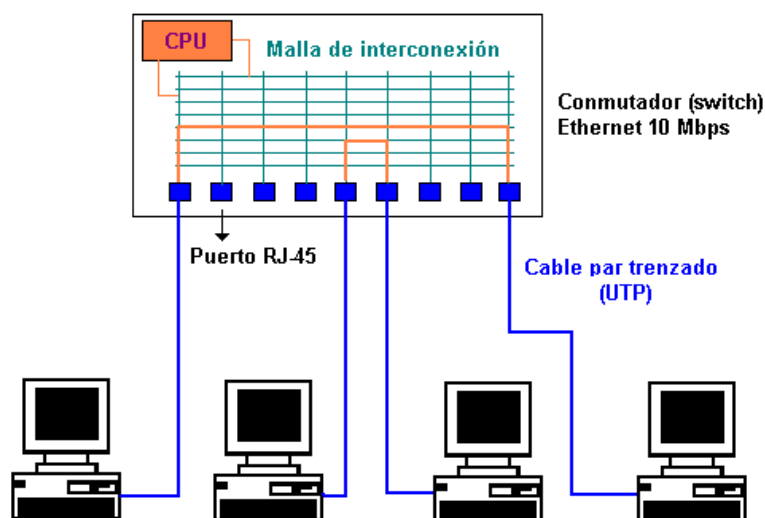 CPU
Malla de interconexión
Conmutador (switch)
Ethernet 10 Mbps
Puerto RJ-45
Cable par trenzado
(UTP)